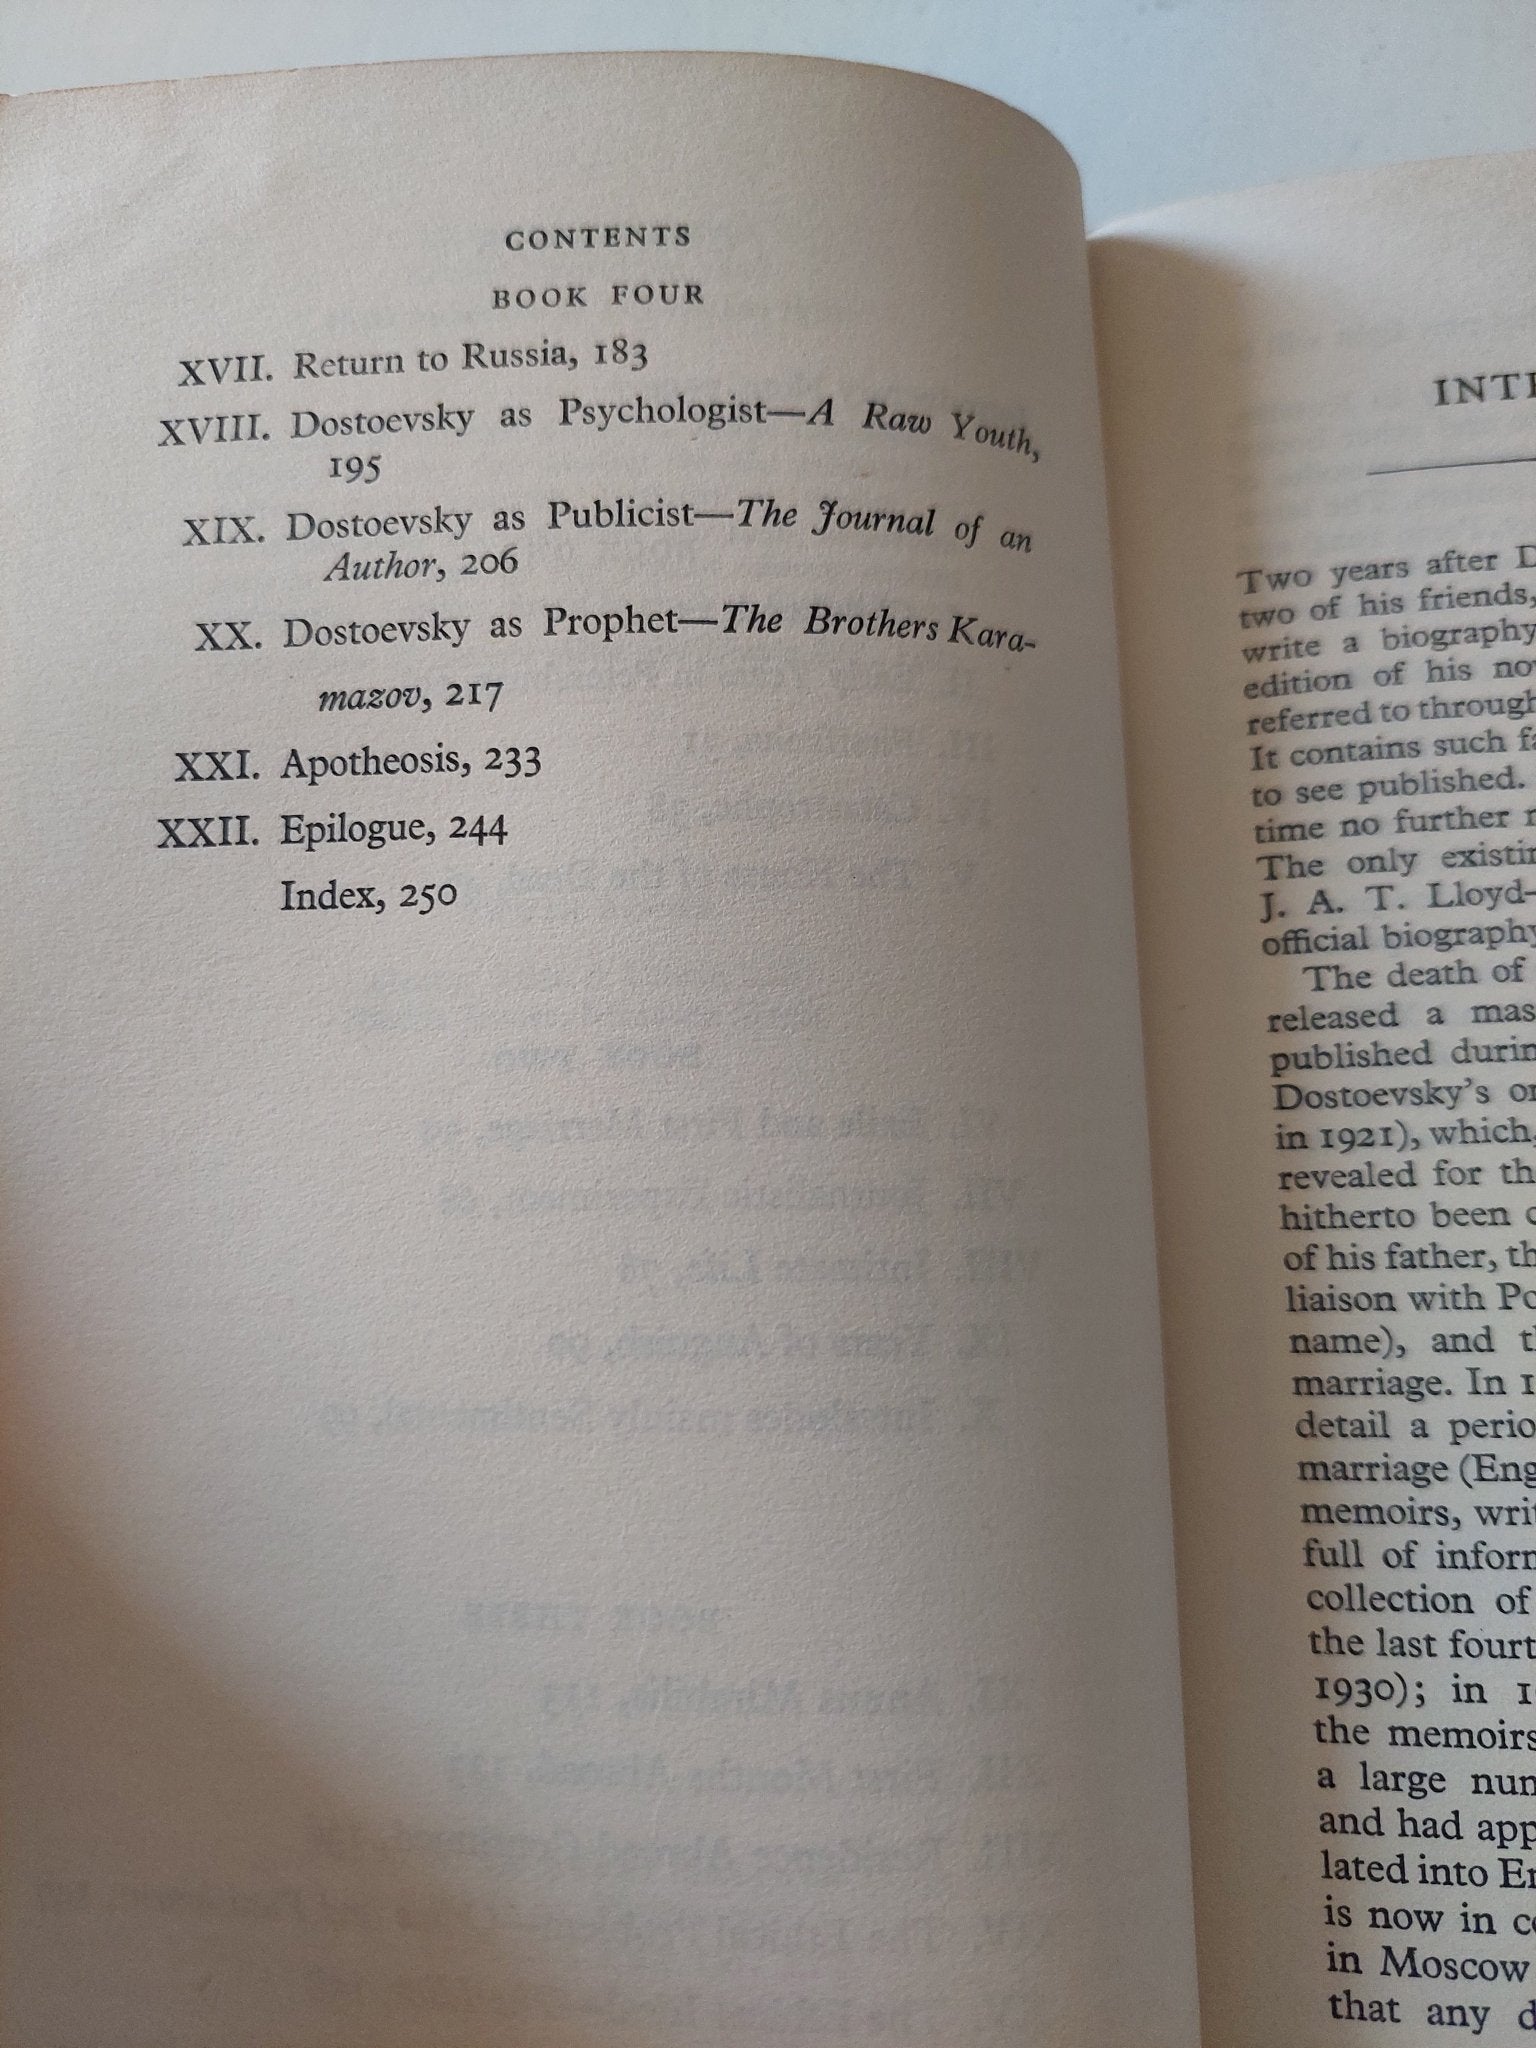 CONTENTS
BOOK FOUR
XVII. Return to Russia, 183
XVIII. Dostoevsky as Psychologist—A Raw Youth,
195
XIX. Dostoevsky as Publicist—The Journal of an
Author, 206
XX. Dostoevsky as Prophet—The Brothers Kara-
mazov, 217
XXI. Apotheosis, 233
XXII. Epilogue, 244
Index, 250
Two years after
two of his friends,
write a biography
edition of his
referred to through
It contains such
to see published.
time no further
The only
J. A. T. Lloyd—
official biography
The death of
released a
published
Dostoevsky's
in 1921), which,
revealed for
hitherto been
of his father,
liaison with
name), and
marriage. In
detail a
marriage
memoirs,
full of
collection of
the last
1930); in
the memoirs
a large
and had
lated into
is now in
in Moscow
that any